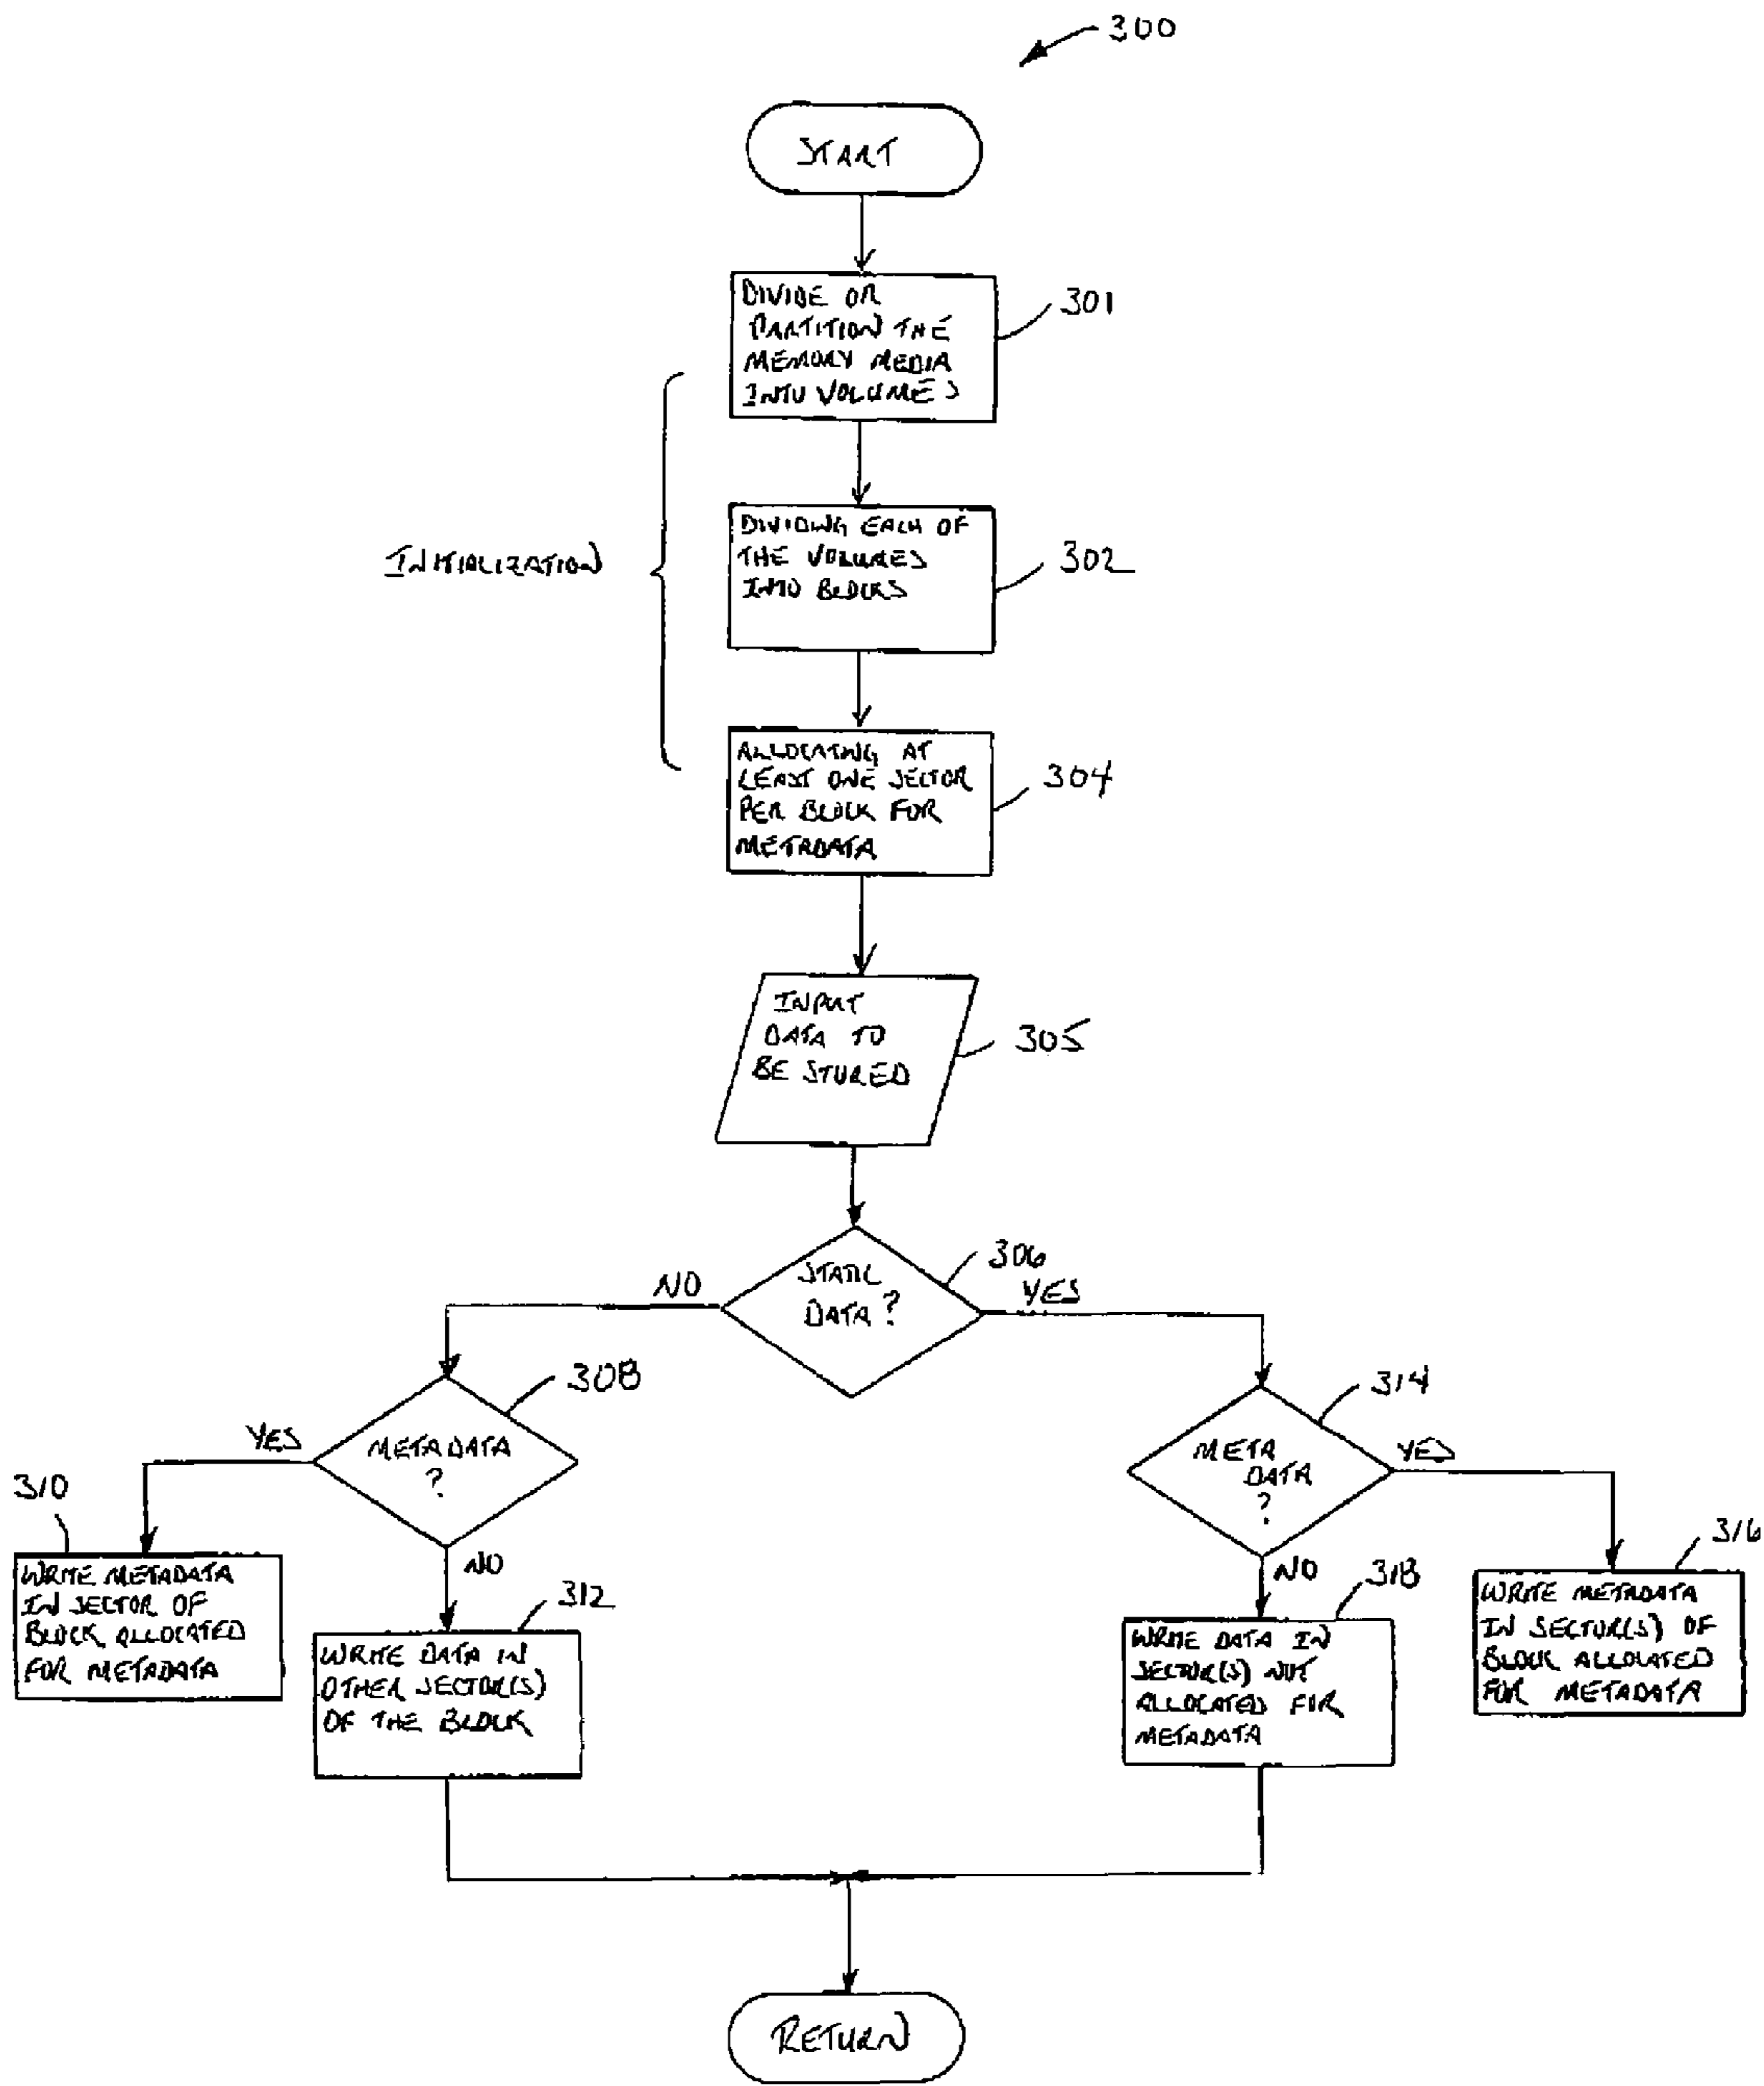 300
START
DIVIDE OR
PARTITION THE
MEMORY MEDIA
INTO VOLUMES
301
INITIALIZATION
DIVIDING EACH OF
THE VOLUMES
INTO BLOCKS
302
ALLOCATING AT
LEAST ONE SECTOR
PER BLOCK FOR
METADATA
304
INPUT
DATA TO
BE STORED
305
STATIC
DATA?
306
NO
YES
METADATA
?
308
YES
NO
META
DATA
?
314
YES
NO
310
WRITE METADATA
IN SECTOR OF
BLOCK ALLOCATED
FOR METADATA
312
WRITE DATA IN
OTHER SECTOR(S)
OF THE BLOCK
318
WRITE DATA IN
SECTOR(S) NOT
ALLOCATED FOR
METADATA
316
WRITE METADATA
IN SECTOR(S) OF
BLOCK ALLOCATED
FOR METADATA
RETURN